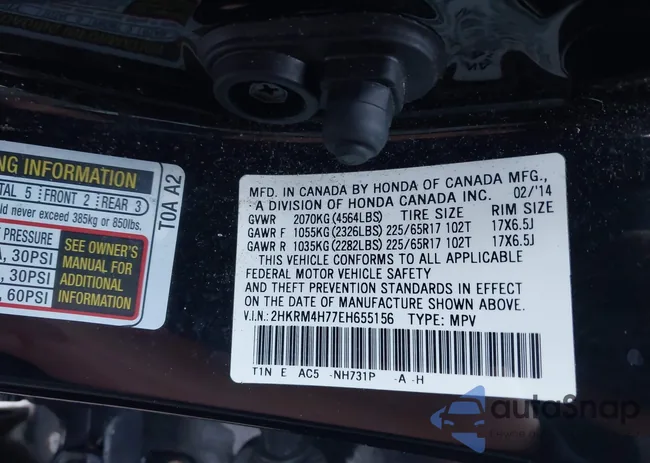 NG INFORMATION
TAL 5 FRONT 2 REAR 3
ld never exceed 385kg or 850lbs.
PRESSURE
A, 30PSI
, 30PSI
, 60PSI
SEE OWNER'S
MANUAL FOR
ADDITIONAL
INFORMATION
T0A A2
MFD. IN CANADA BY HONDA OF CANADA MFG.,
A DIVISION OF HONDA CANADA INC. 02/'14
GVWR 2070KG(4564LBS) TIRE SIZE RIM SIZE
GAWR F 1055KG(2326LBS) 225/65R17 102T 17X6.5J
GAWR R 1035KG(2282LBS) 225/65R17 102T 17X6.5J
THIS VEHICLE CONFORMS TO ALL APPLICABLE
FEDERAL MOTOR VEHICLE SAFETY
AND THEFT PREVENTION STANDARDS IN EFFECT
ON THE DATE OF MANUFACTURE SHOWN ABOVE.
V.I.N.: 2HKRM4H77EH655156 TYPE: MPV
T1N E AC5 -NH731P -A -H
autoSnap